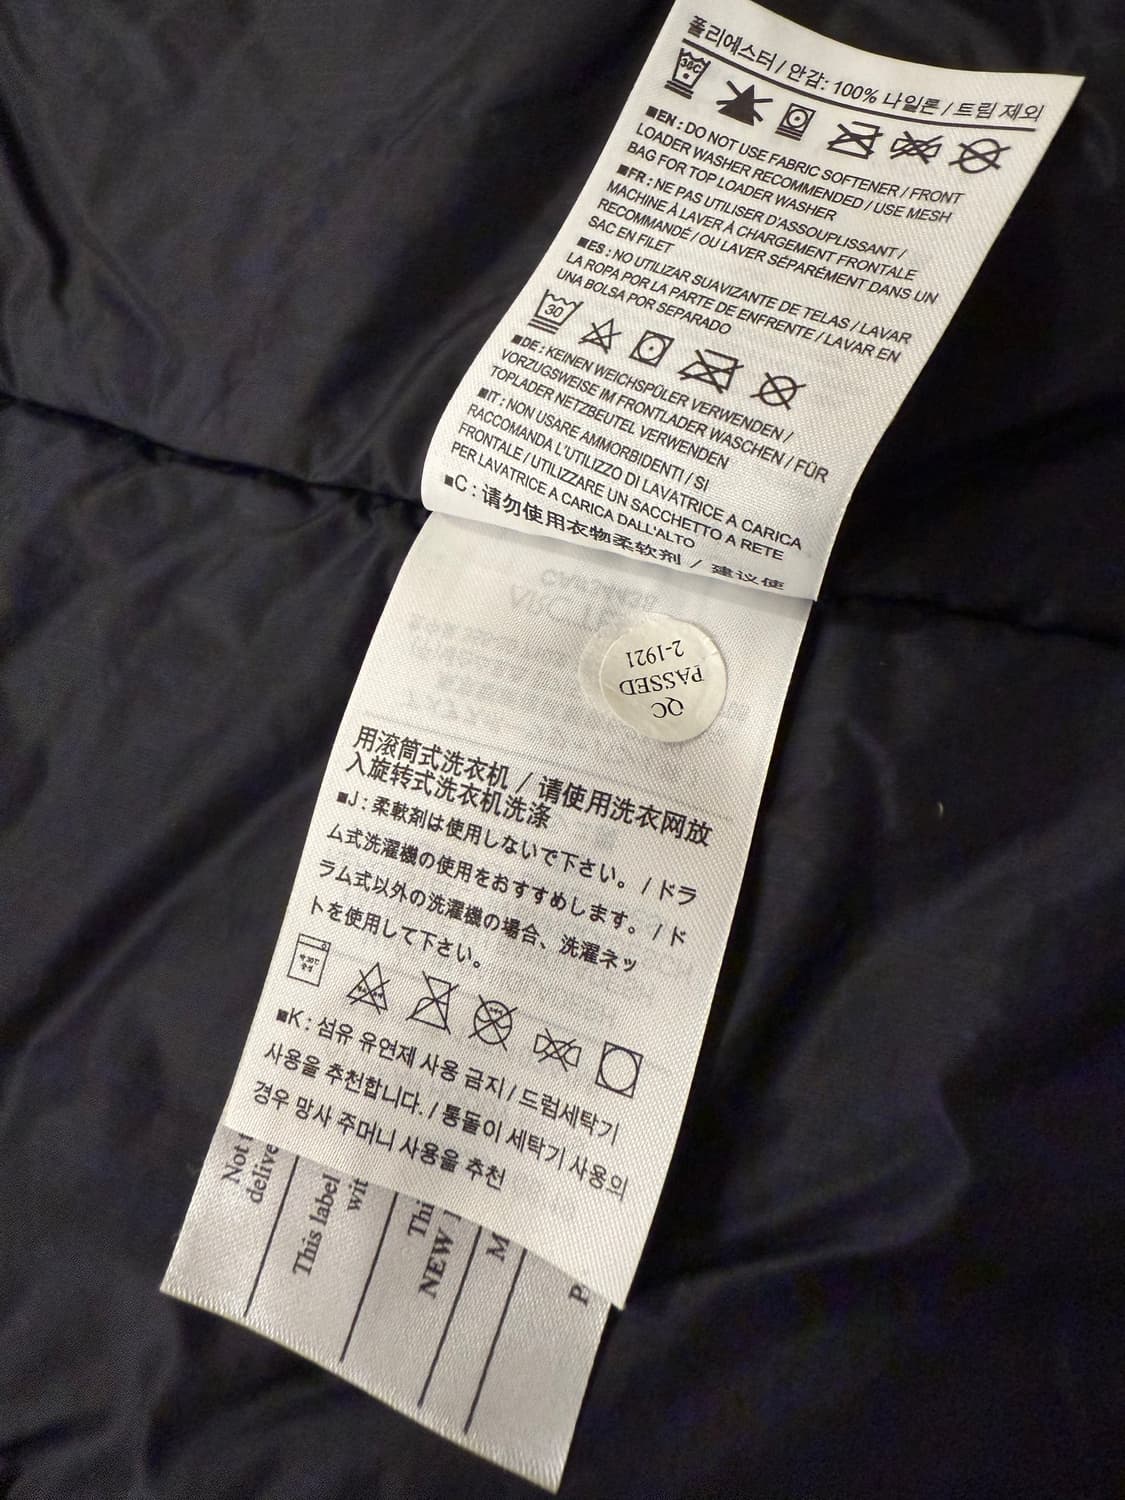 폴리에스터 / 안감: 100% 나일론 / 트림 제외
30C
■EN : DO NOT USE FABRIC SOFTENER / FRONT
LOADER WASHER RECOMMENDED / USE MESH
BAG FOR TOP LOADER WASHER
■FR : NE PAS UTILISER D'ASSOUPLISSANT /
MACHINE À LAVER À CHARGEMENT FRONTALE
RECOMMANDÉ / OU LAVER SÉPARÉMENT DANS UN
SAC EN FILET
■ES : NO UTILIZAR SUAVIZANTE DE TELAS / LAVAR
LA ROPA POR LA PARTE DE ENFRENTE / LAVAR EN
UNA BOLSA POR SEPARADO
30
■DE : KEINEN WEICHSPÜLER VERWENDEN /
VORZUGSWEISE IM FRONTLADER WASCHEN / FÜR
TOPLADER NETZBEUTEL VERWENDEN
■IT : NON USARE AMMORBIDENTI / SI
RACCOMANDA L'UTILIZZO DI LAVATRICE A CARICA
FRONTALE / UTILIZZARE UN SACCHETTO A RETE
PER LAVATRICE A CARICA DALL'ALTO
■C : 请勿使用衣物柔软剂 / 建议使
QC
PASSED
2-1921
用滚筒式洗衣机 / 请使用洗衣网放
入旋转式洗衣机洗涤
■J : 柔軟剤は使用しないで下さい。 / ドラ
ム式洗濯機の使用をおすすめします。 / ド
ラム式以外の洗濯機の場合、洗濯ネッ
トを使用して下さい。
■K : 섬유 유연제 사용 금지 / 드럼세탁기
사용을 추천합니다. / 통돌이 세탁기 사용의
경우 망사 주머니 사용을 추천
Not
delive
This label
wit
Thi
NEW
M